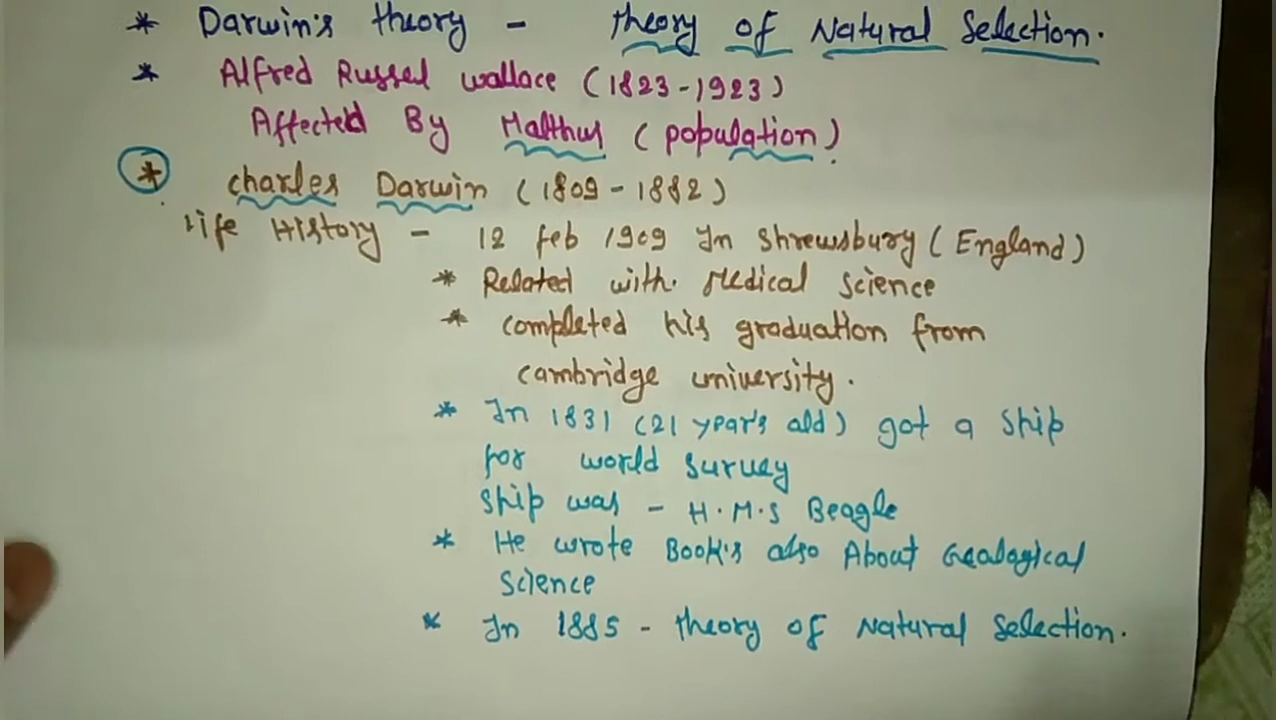 * Darwin's theory - theory of Natural Selection.
* Alfred Russel wallace (1823-1923)
Affected By Malthus (population)
* charles Darwin (1809-1882)
Life History - 12 feb 1909 In Shrewsbury (England)
* Related with. Medical science
* completed his graduation from
cambridge university.
* In 1831 (21 year's old) got a ship
for world survey
ship was - H.M.S Beagle
* He wrote Book's also About Gealogical
Science
* In 1885 - theory of Natural Selection.